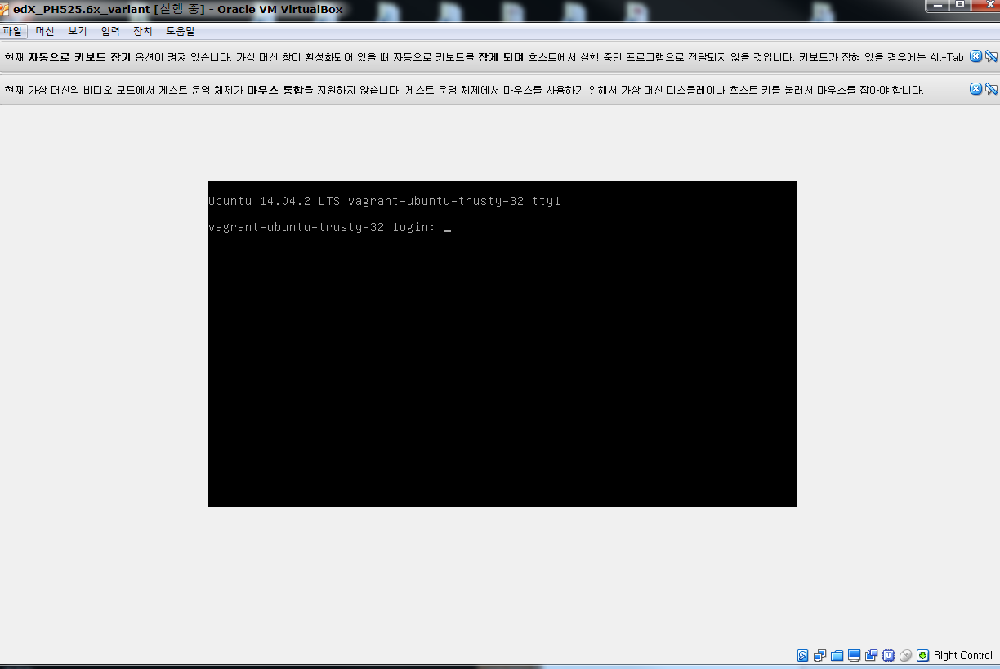 edX_PH525.6x_variant [실행 중] - Oracle VM VirtualBox
파일 머신 보기 입력 장치 도움말
현재 자동으로 키보드 잡기 옵션이 켜져 있습니다. 가상 머신 창이 활성화되어 있을 때 자동으로 키보드를 잡게 되며 호스트에서 실행 중인 프로그램으로 전달되지 않을 것입니다. 키보드가 잡혀 있을 경우에는 Alt-Tab
현재 가상 머신의 비디오 모드에서 게스트 운영 체제가 마우스 통합을 지원하지 않습니다. 게스트 운영 체제에서 마우스를 사용하기 위해서 가상 머신 디스플레이나 호스트 키를 눌러서 마우스를 잡아야 합니다.
Ubuntu 14.04.2 LTS vagrant-ubuntu-trusty-32 tty1
vagrant-ubuntu-trusty-32 login: _
Right Control